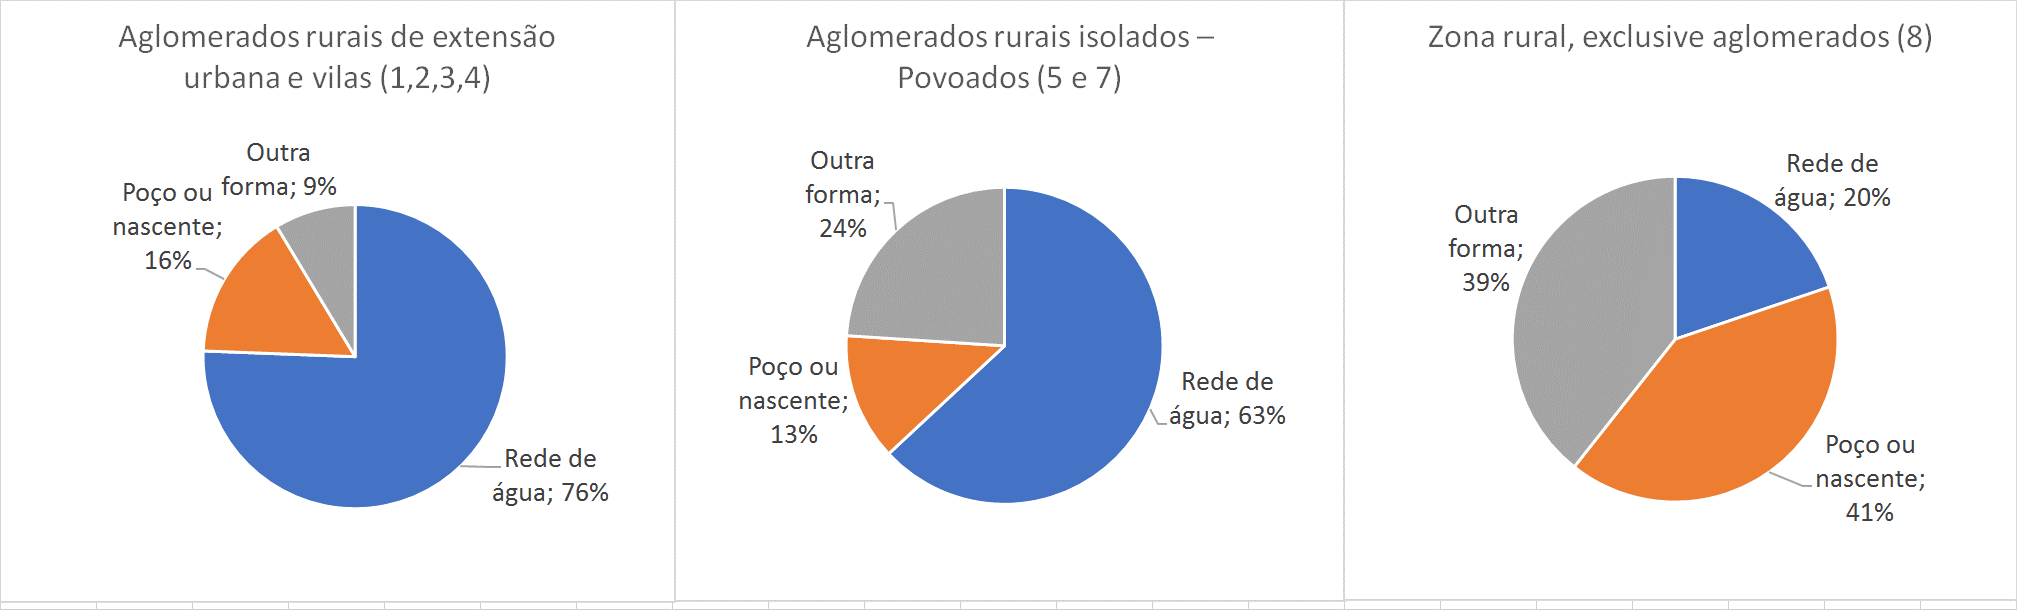 Aglomerados rurais de extensão
urbana e vilas (1,2,3,4)
Outra
forma; 9%
Poço ou
nascente;
16%
Rede de
água; 76%
Aglomerados rurais isolados –
Povoados (5 e 7)
Outra
forma;
24%
Poço ou
nascente;
13%
Rede de
água; 63%
Zona rural, exclusive aglomerados (8)
Rede de
água; 20%
Outra
forma;
39%
Poço ou
nascente;
41%